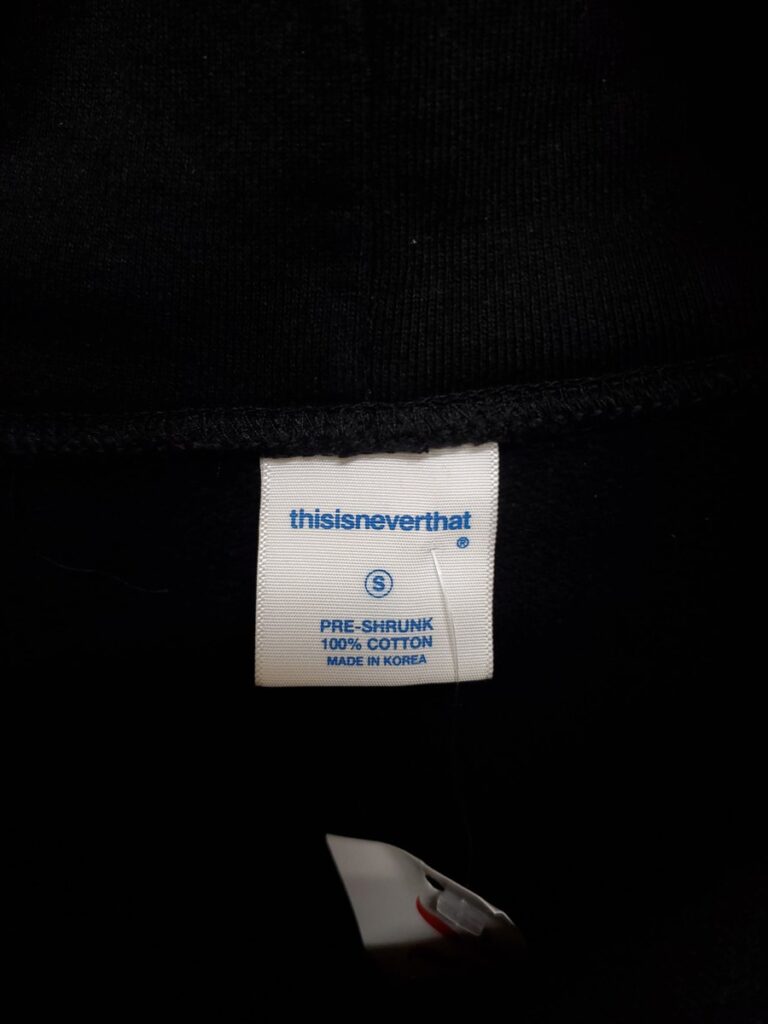 thisisneverthat
®
S
PRE-SHRUNK
100% COTTON
MADE IN KOREA